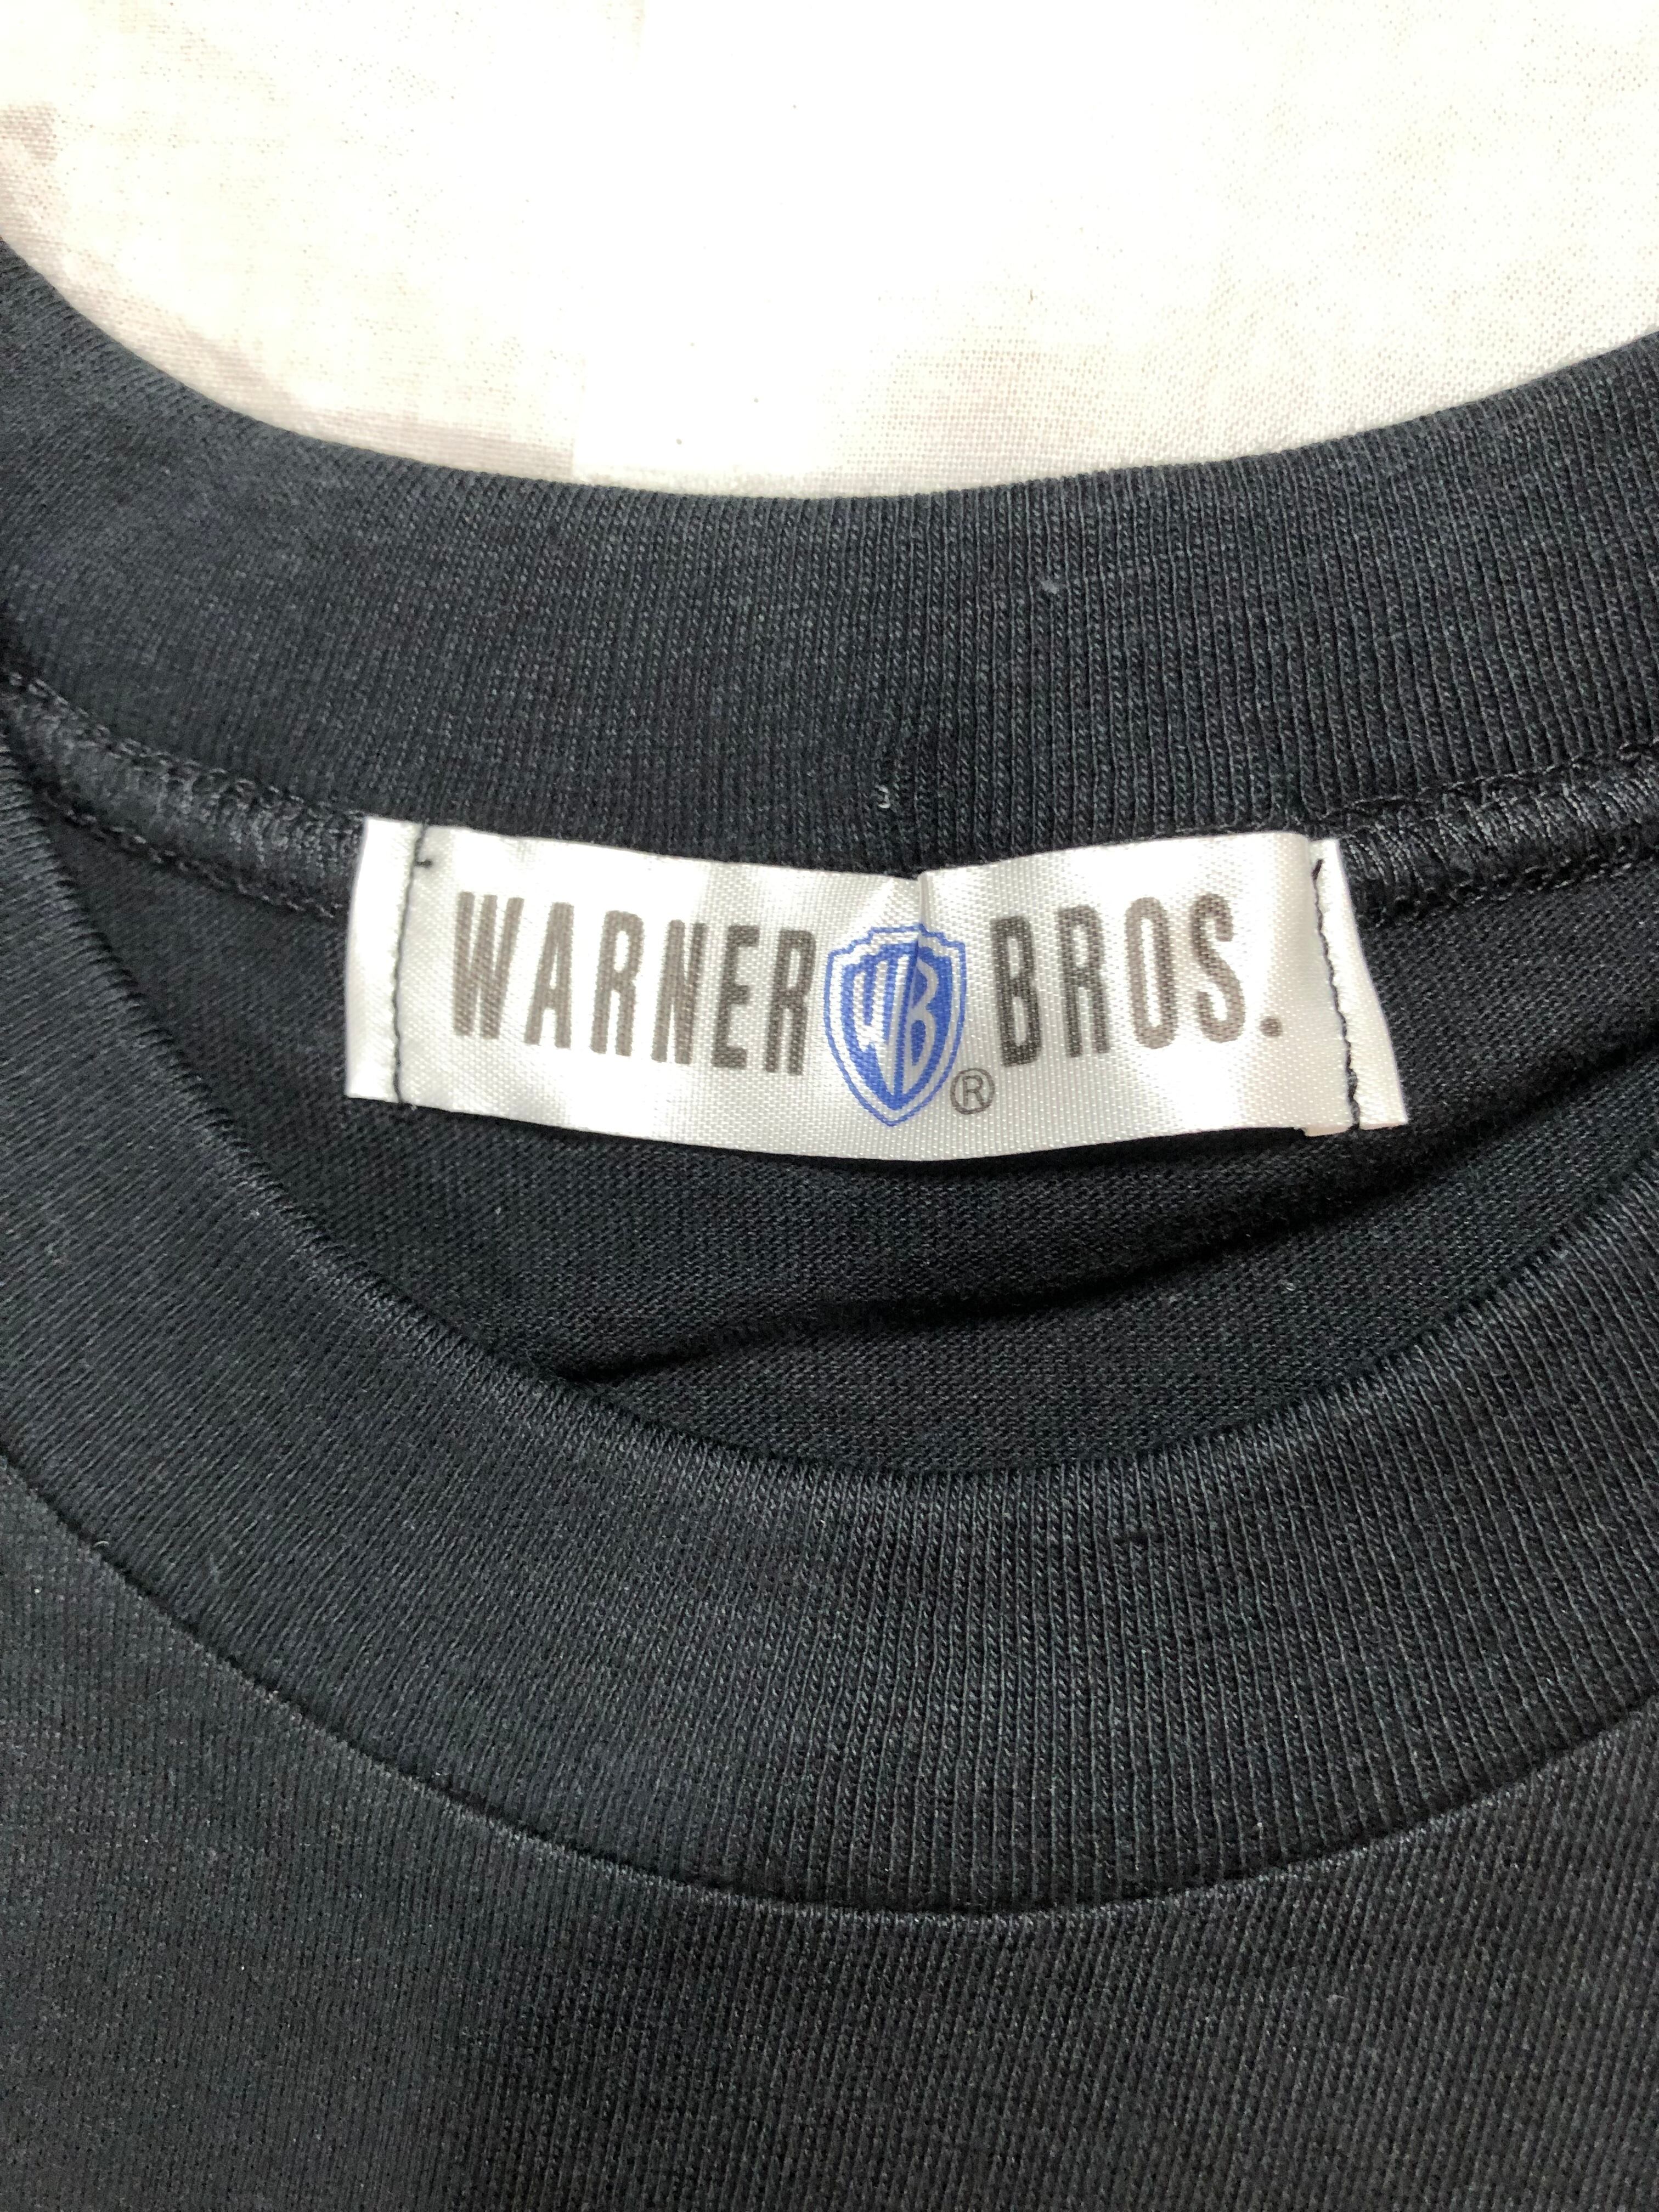 WARNER WB ® BROS.